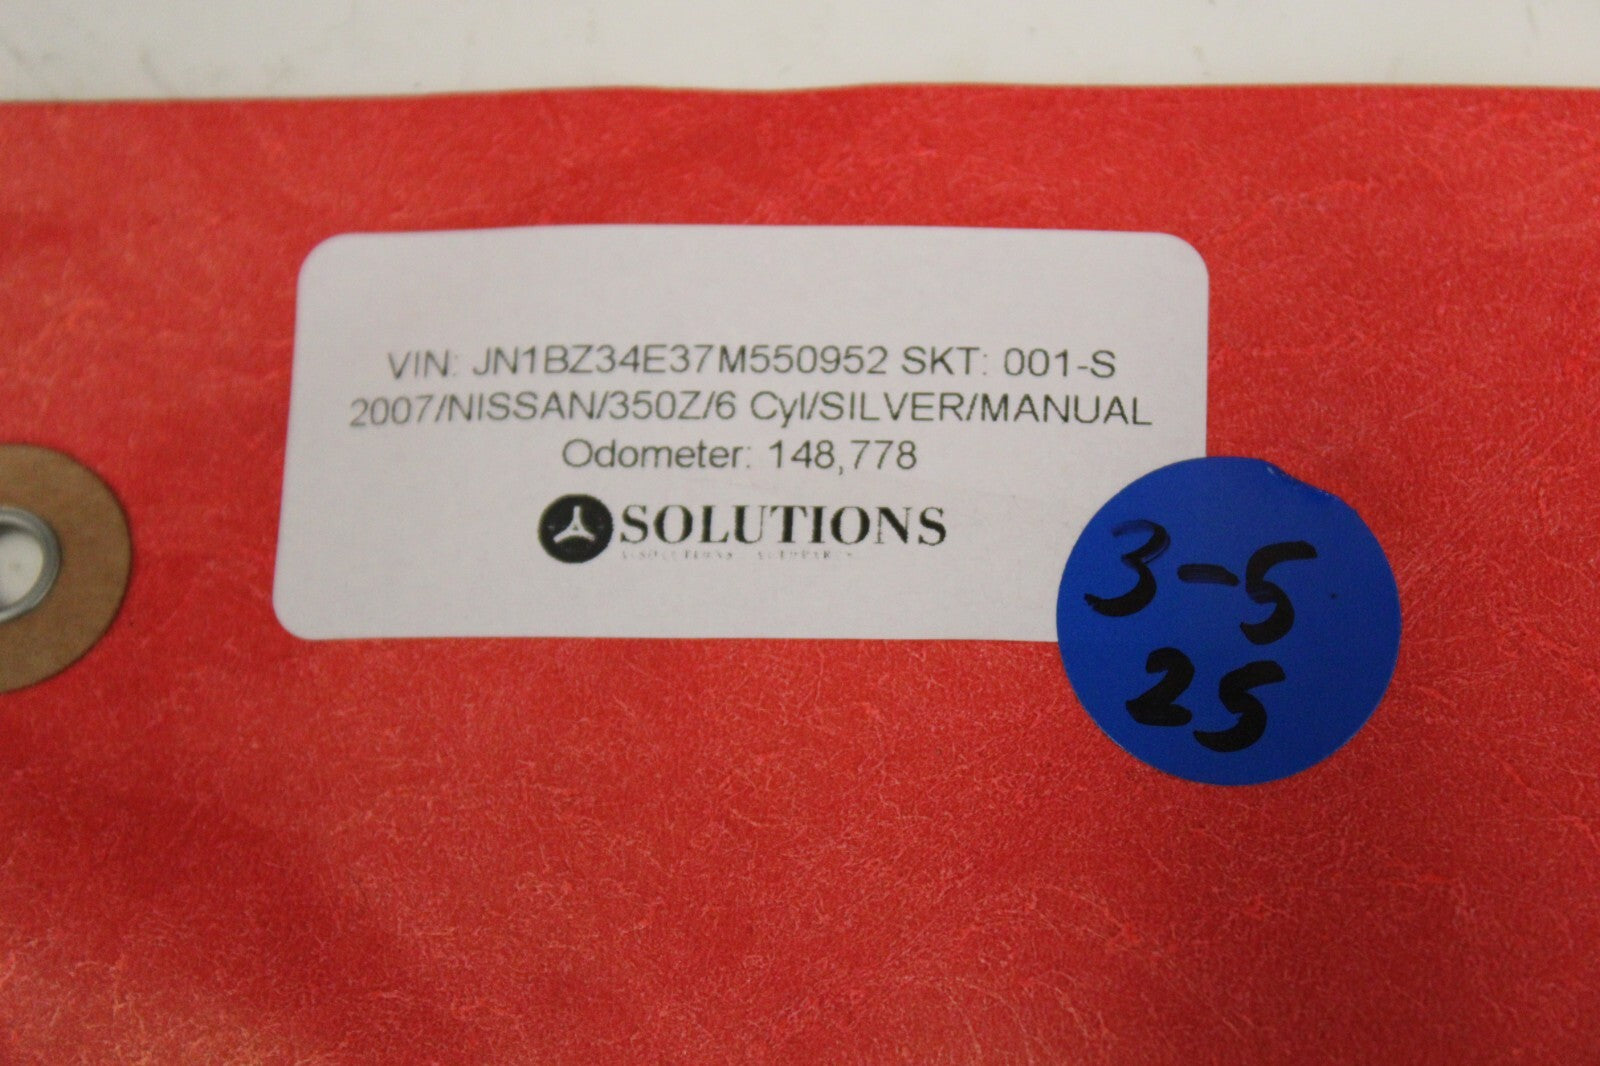 VIN: JN1BZ34E37M550952 SKT: 001-S
2007/NISSAN/350Z/6 Cyl/SILVER/MANUAL
Odometer: 148,778
SOLUTIONS
3-5
25